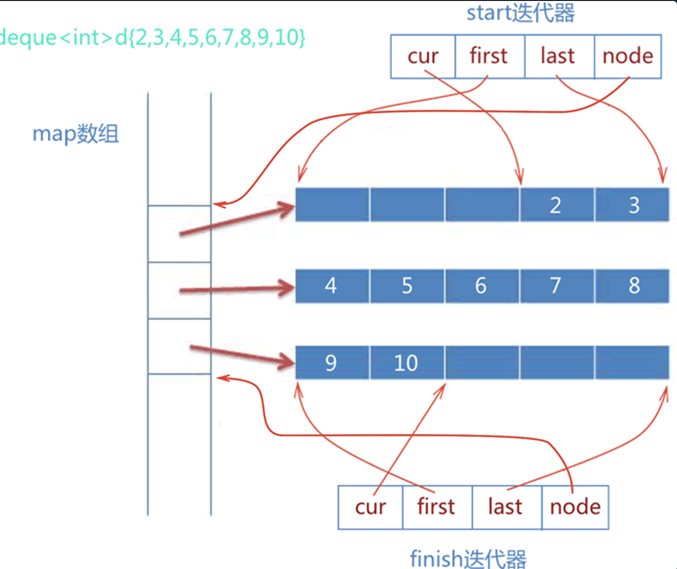 start迭代器
deque<int>d{2,3,4,5,6,7,8,9,10}
cur first last node
map数组
2 3
4 5 6 7 8
9 10
cur first last node
finish迭代器